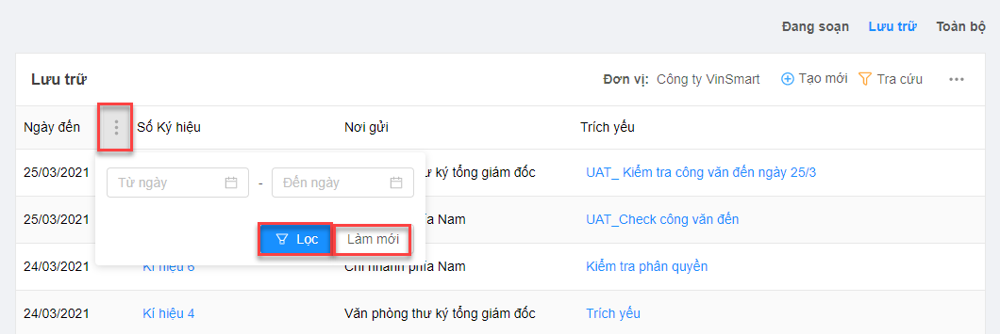 Đang soạn Lưu trữ Toàn bộ
Lưu trữ Đơn vị: Công ty VinSmart Tạo mới Tra cứu
Ngày đến Số Ký hiệu Nơi gửi Trích yếu
25/03/2021 ký tổng giám đốc UAT_ Kiểm tra công văn đến ngày 25/3
Từ ngày - Đến ngày
25/03/2021 Nam UAT_Check công văn đến
Lọc Làm mới
24/03/2021 Kí hiệu 6 Chi nhánh phía Nam Kiểm tra phân quyền
24/03/2021 Kí hiệu 4 Văn phòng thư ký tổng giám đốc Trích yếu